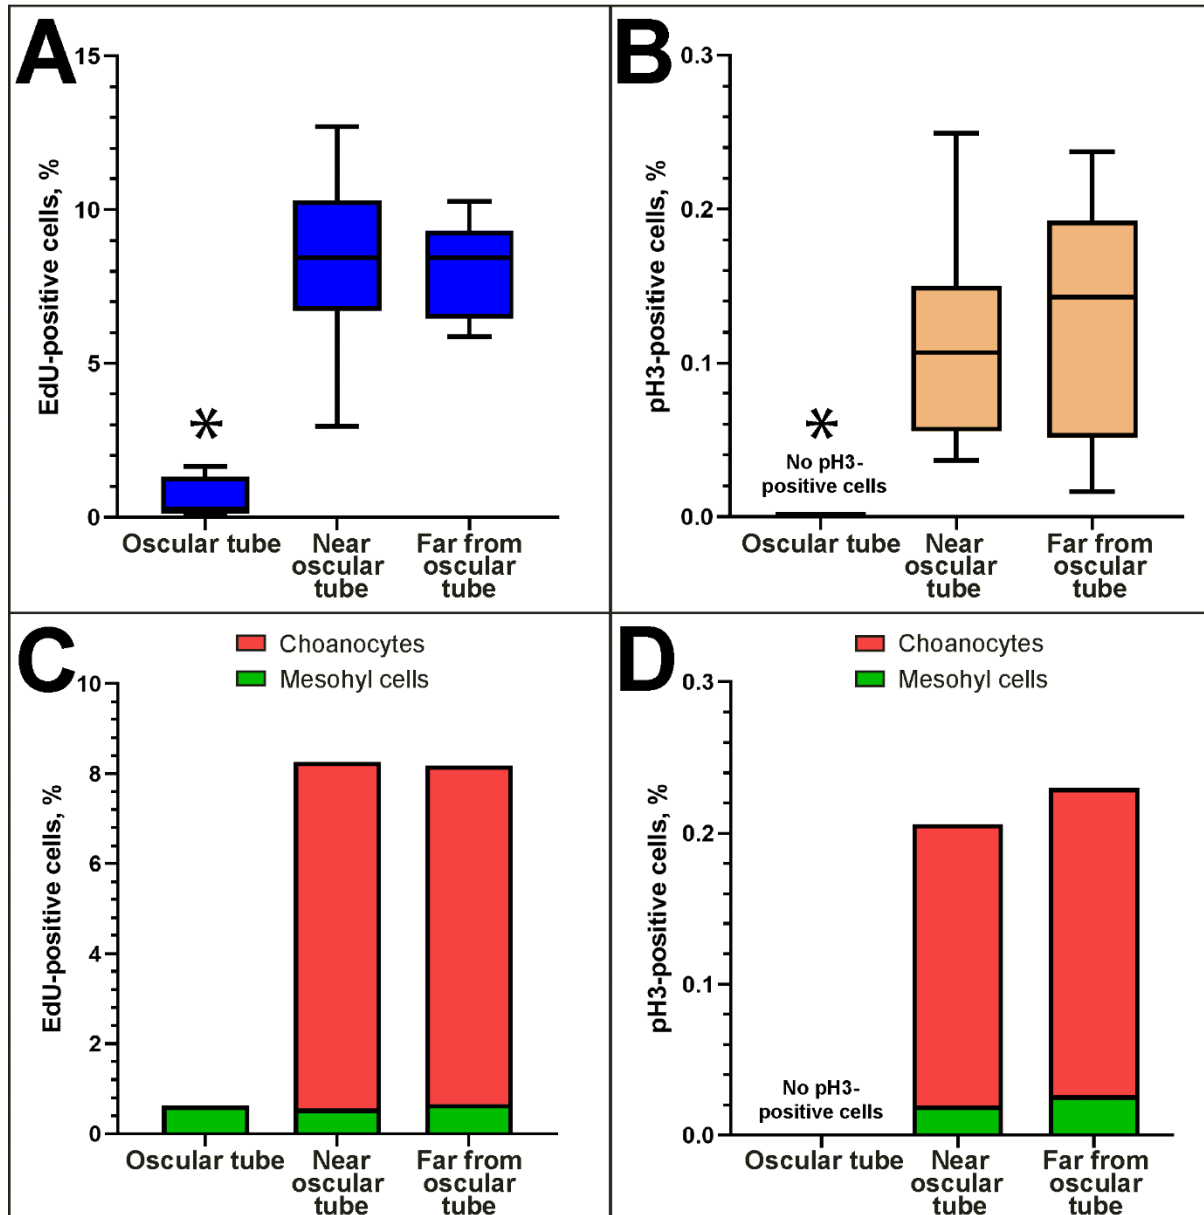 A
15
10
5
0
EdU-positive cells, %
*
Oscular tube
Near
oscular
tube
Far from
oscular
tube
B
0.3
0.2
0.1
0.0
pH3-positive cells, %
*
No pH3-
positive cells
Oscular tube
Near
oscular
tube
Far from
oscular
tube
C
Choanocytes
Mesohyl cells
10
8
6
4
2
0
EdU-positive cells, %
Oscular tube
Near
oscular
tube
Far from
oscular
tube
D
Choanocytes
Mesohyl cells
0.3
0.2
0.1
0.0
pH3-positive cells, %
No pH3-
positive cells
Oscular tube
Near
oscular
tube
Far from
oscular
tube